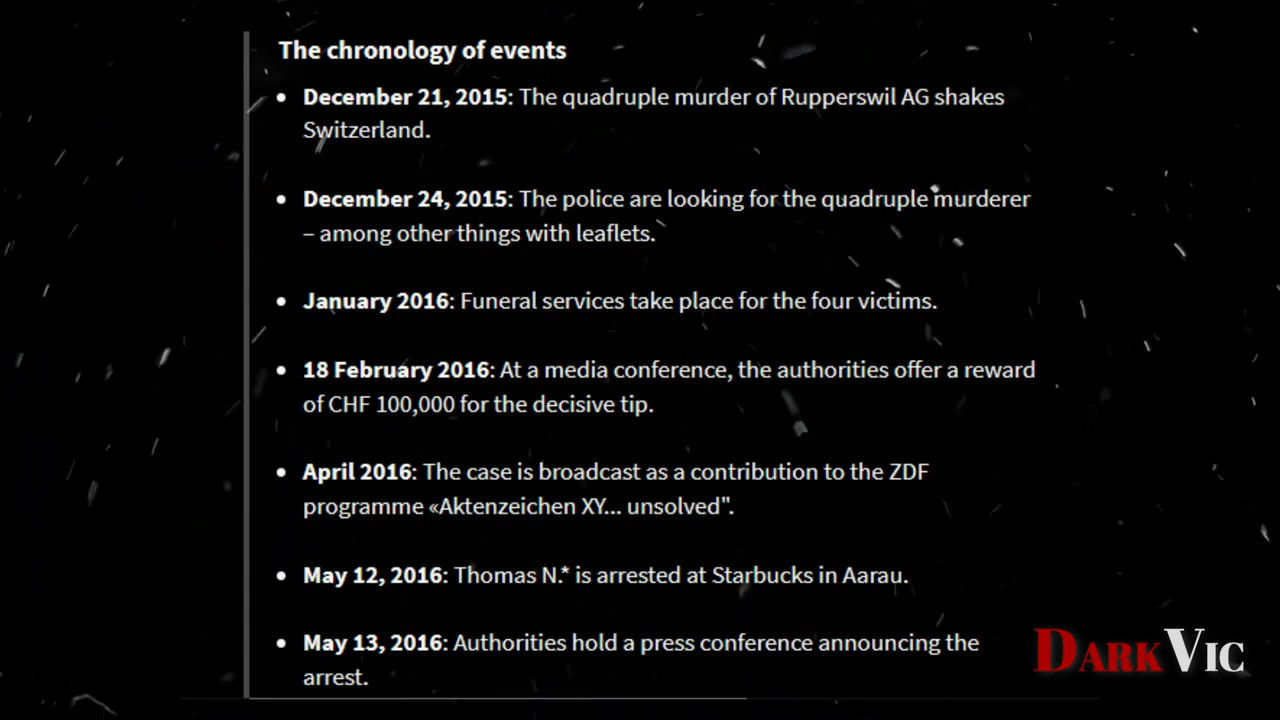 The chronology of events
• December 21, 2015: The quadruple murder of Rupperswil AG shakes
Switzerland.
• December 24, 2015: The police are looking for the quadruple murderer
– among other things with leaflets.
• January 2016: Funeral services take place for the four victims.
• 18 February 2016: At a media conference, the authorities offer a reward
of CHF 100,000 for the decisive tip.
• April 2016: The case is broadcast as a contribution to the ZDF
programme «Aktenzeichen XY... unsolved".
• May 12, 2016: Thomas N.* is arrested at Starbucks in Aarau.
• May 13, 2016: Authorities hold a press conference announcing the
arrest.
DARKVIC